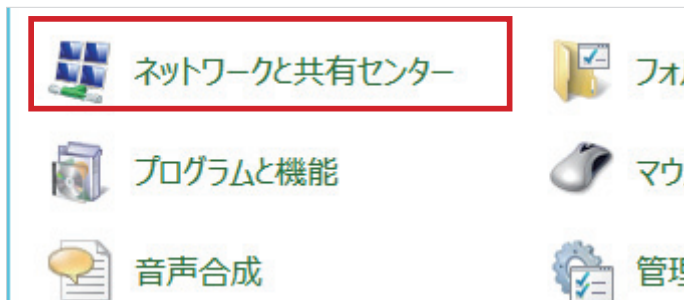 ネットワークと共有センター
フォル
プログラムと機能
マウ
音声合成
管理